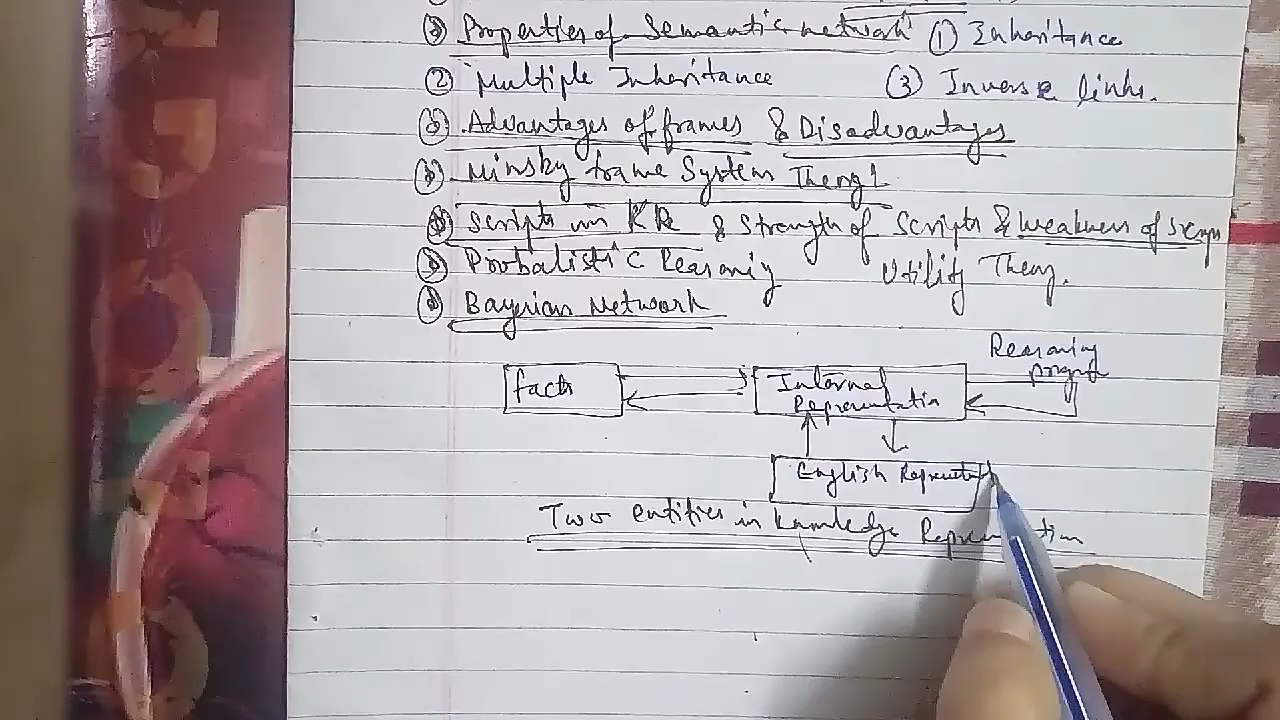 Properties of Semantic network ① Inheritance
② Multiple Inheritance ③ Inverse links.
Advantages of frames & Disadvantages
Minsky frame System Theory!
Scripts in KR & Strength of Scripts & Weakness of Scrips
Probalistic Reasoning Utility Theory.
Bayesian Network
Reasoning
program
facts
Internal
Representation
English Representation
Two entities in knowledge Representation